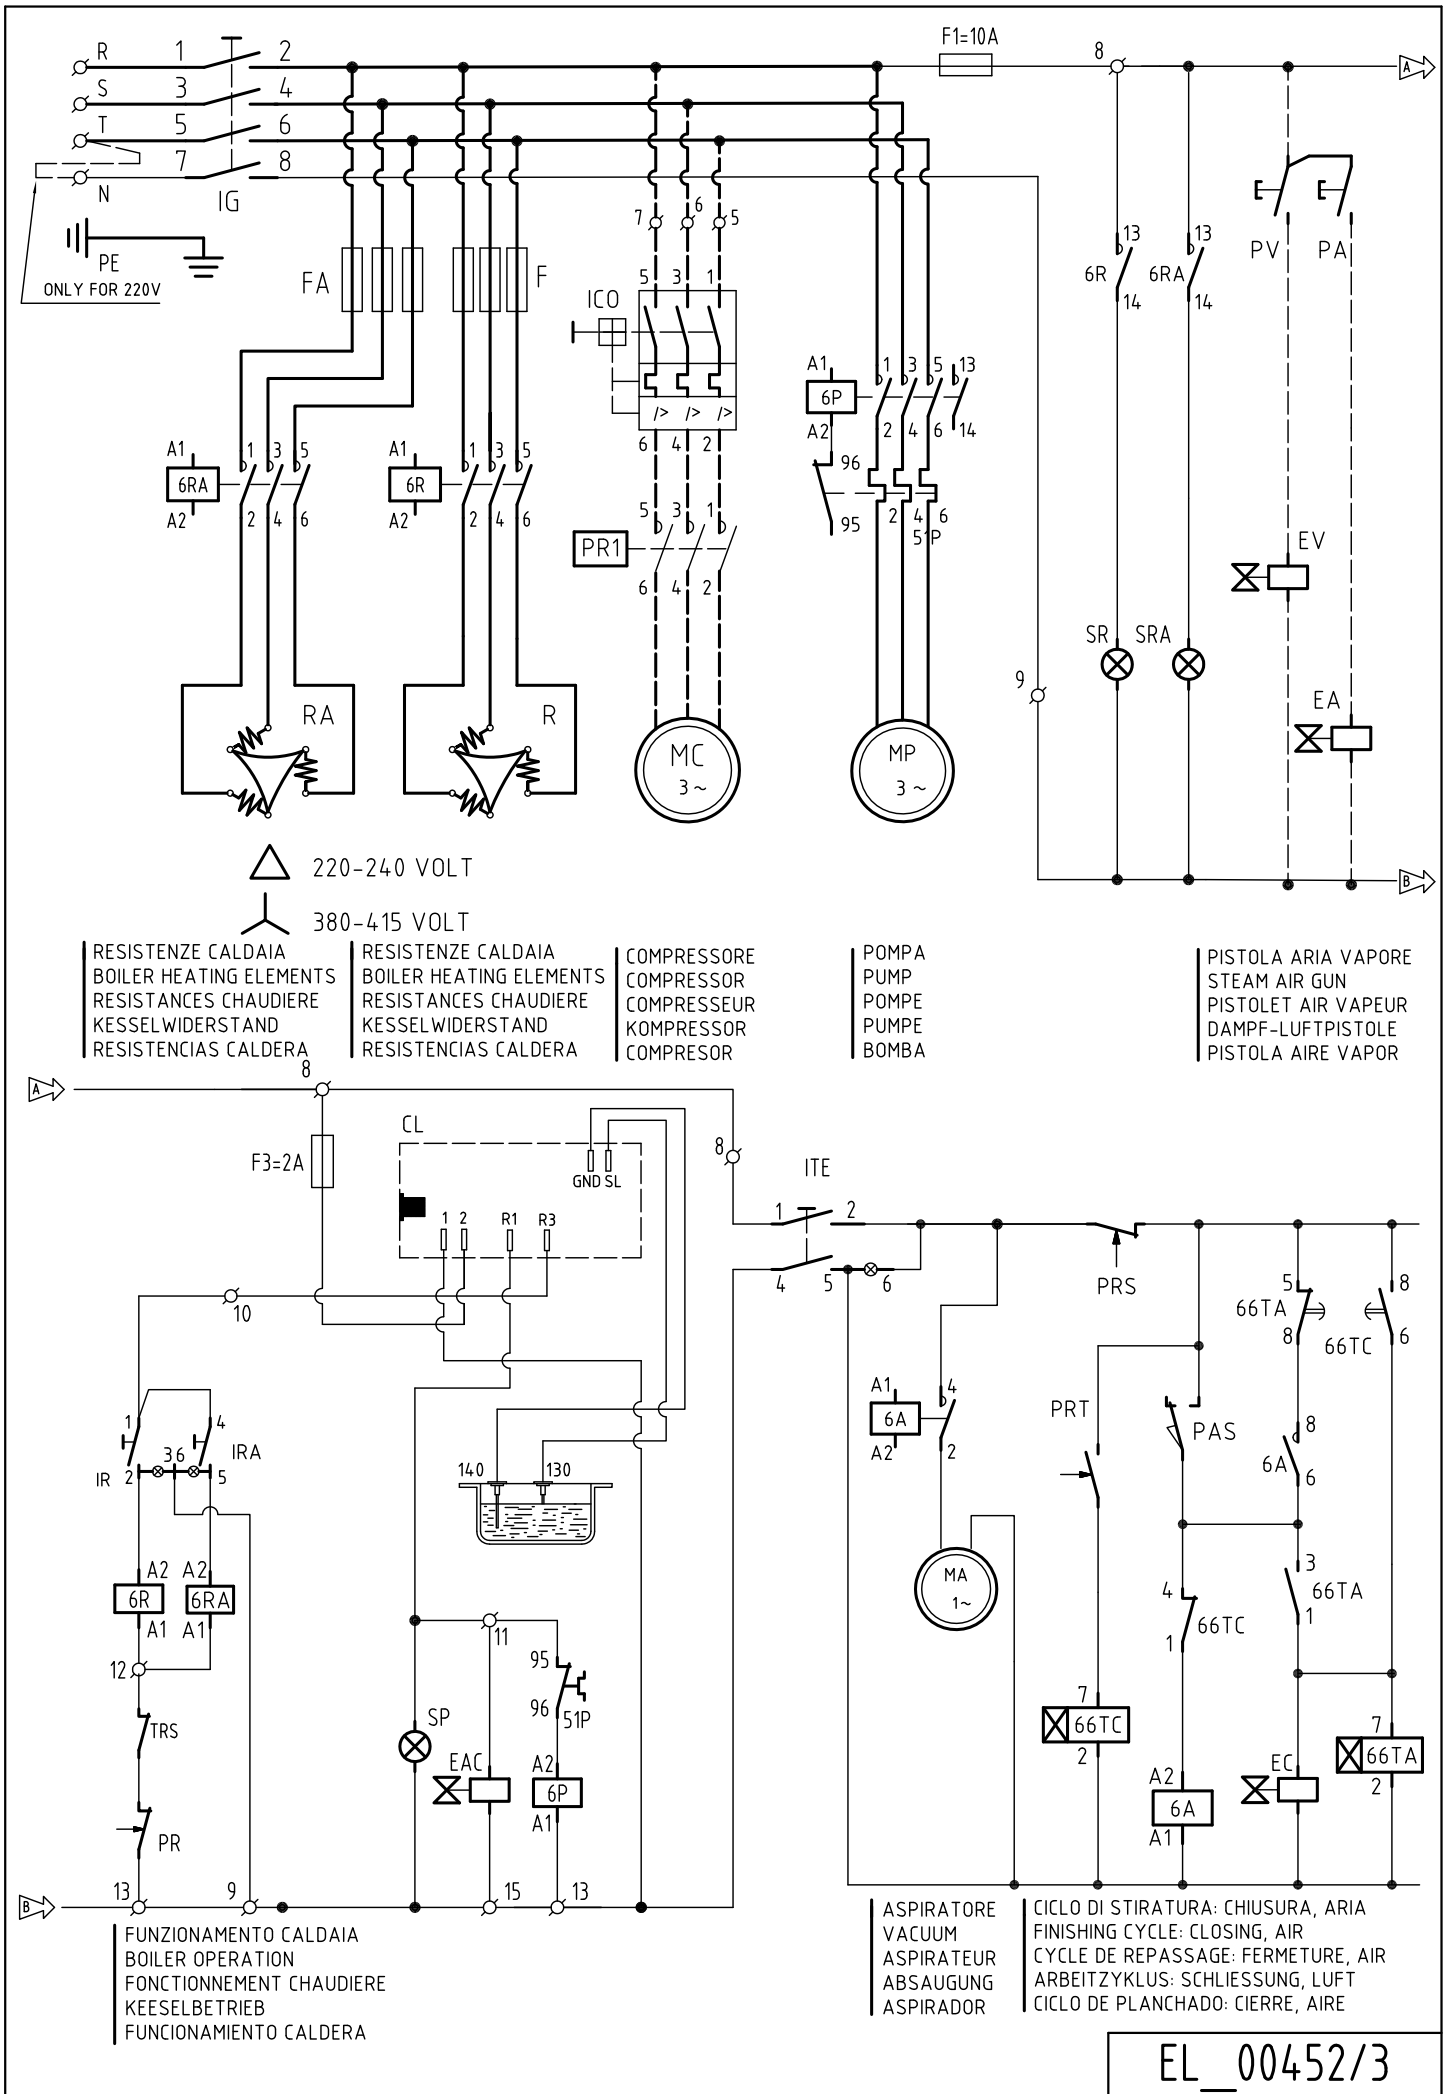 F1=10A
R 1 2 8 A
S 3 4
T 5 6
7 8
N IG
7 6 5
PE
ONLY FOR 220V
FA F
PV PA
13 13
6R 6RA
14 14
ICO
5 3 1
A1 1 3 5 13
6P
A2 2 4 6 14
/> /> />
6 4 2
A1 1 3 5 A1 1 3 5
6RA 6R
A2 2 4 6 A2 2 4 6
96
95 2 4 6
51P
5 3 1
PR1
6 4 2
EV
SR SRA
9
EA
RA R
MC
3 ~
MP
3 ~
220-240 VOLT
B
380-415 VOLT
RESISTENZE CALDAIA
BOILER HEATING ELEMENTS
RESISTANCES CHAUDIERE
KESSELWIDERSTAND
RESISTENCIAS CALDERA
RESISTENZE CALDAIA
BOILER HEATING ELEMENTS
RESISTANCES CHAUDIERE
KESSELWIDERSTAND
RESISTENCIAS CALDERA
COMPRESSORE
COMPRESSOR
COMPRESSEUR
KOMPRESSOR
COMPRESOR
POMPA
PUMP
POMPE
PUMPE
BOMBA
PISTOLA ARIA VAPORE
STEAM AIR GUN
PISTOLET AIR VAPEUR
DAMPF-LUFTPISTOLE
PISTOLA AIRE VAPOR
A 8
CL
F3=2A
GND SL
8 ITE
1 2 R1 R3
1 2
4 5 6
PRS
10
5 8
66TA
8 66TC 6
1 4
3 6 IRA
IR 2 5
140 130
A1 4
6A
A2 2
PRT
PAS
8
6A
6
A2 A2
6R 6RA
A1 A1
MA
1~
3
66TA
1
4
66TC
1
11
12
95
96 51P
TRS
SP
EAC
A2
6P
A1
PR
7
66TC
2
7
66TA
2
A2
6A
A1
EC
B 13 9 15 13
FUNZIONAMENTO CALDAIA
BOILER OPERATION
FONCTIONNEMENT CHAUDIERE
KEESELBETRIEB
FUNCIONAMIENTO CALDERA
ASPIRATORE
VACUUM
ASPIRATEUR
ABSAUGUNG
ASPIRADOR
CICLO DI STIRATURA: CHIUSURA, ARIA
FINISHING CYCLE: CLOSING, AIR
CYCLE DE REPASSAGE: FERMETURE, AIR
ARBEITZYKLUS: SCHLIESSUNG, LUFT
CICLO DE PLANCHADO: CIERRE, AIRE
EL_00452/3